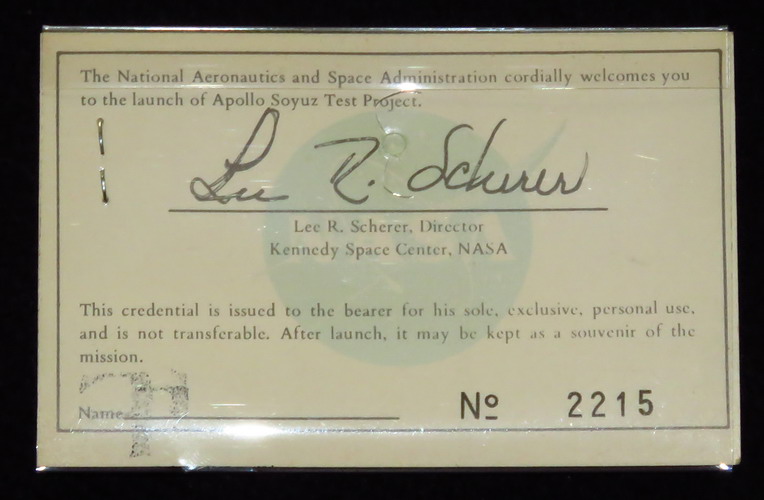 The National Aeronautics and Space Administration cordially welcomes you
to the launch of Apollo Soyuz Test Project.
Lee R. Scherer
Lee R. Scherer, Director
Kennedy Space Center, NASA
This credential is issued to the bearer for his sole, exclusive, personal use,
and is not transferable. After launch, it may be kept as a souvenir of the
mission.
Name
Nº 2215